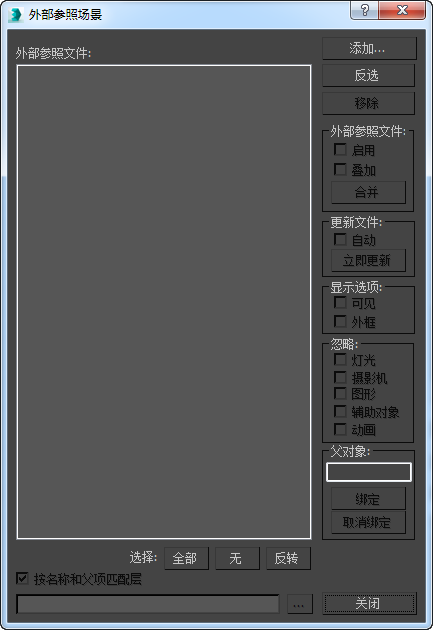 外部参照场景
外部参照文件:
添加...
反选
移除
外部参照文件:
启用
叠加
合并
更新文件:
自动
立即更新
显示选项:
可见
外框
忽略:
灯光
摄影机
图形
辅助对象
动画
父对象:
绑定
取消绑定
选择: 全部 无 反转
按名称和父项匹配层
... 关闭